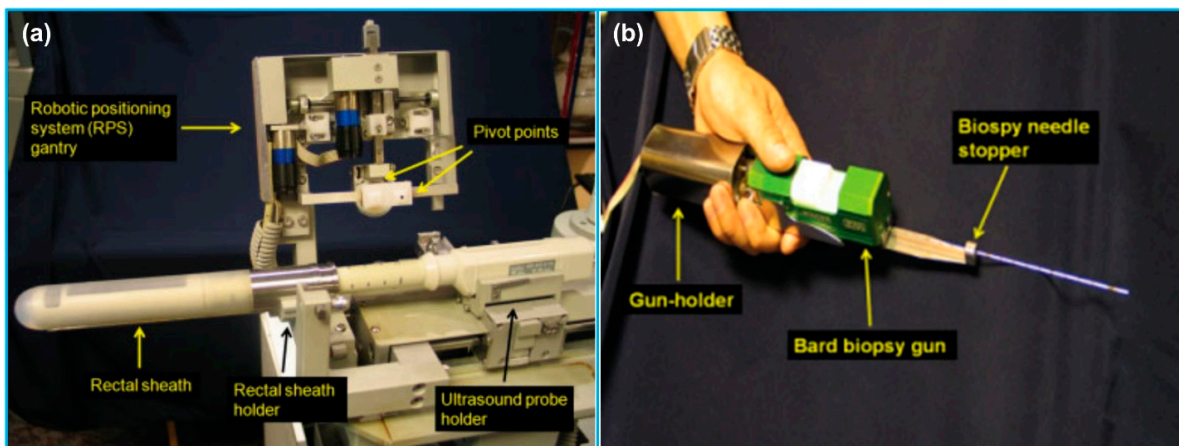 (a)
Robotic positioning
system (RPS)
gantry
Pivot points
Rectal sheath
Rectal sheath
holder
Ultrasound probe
holder
(b)
Biospy needle
stopper
Gun-holder
Bard biopsy gun